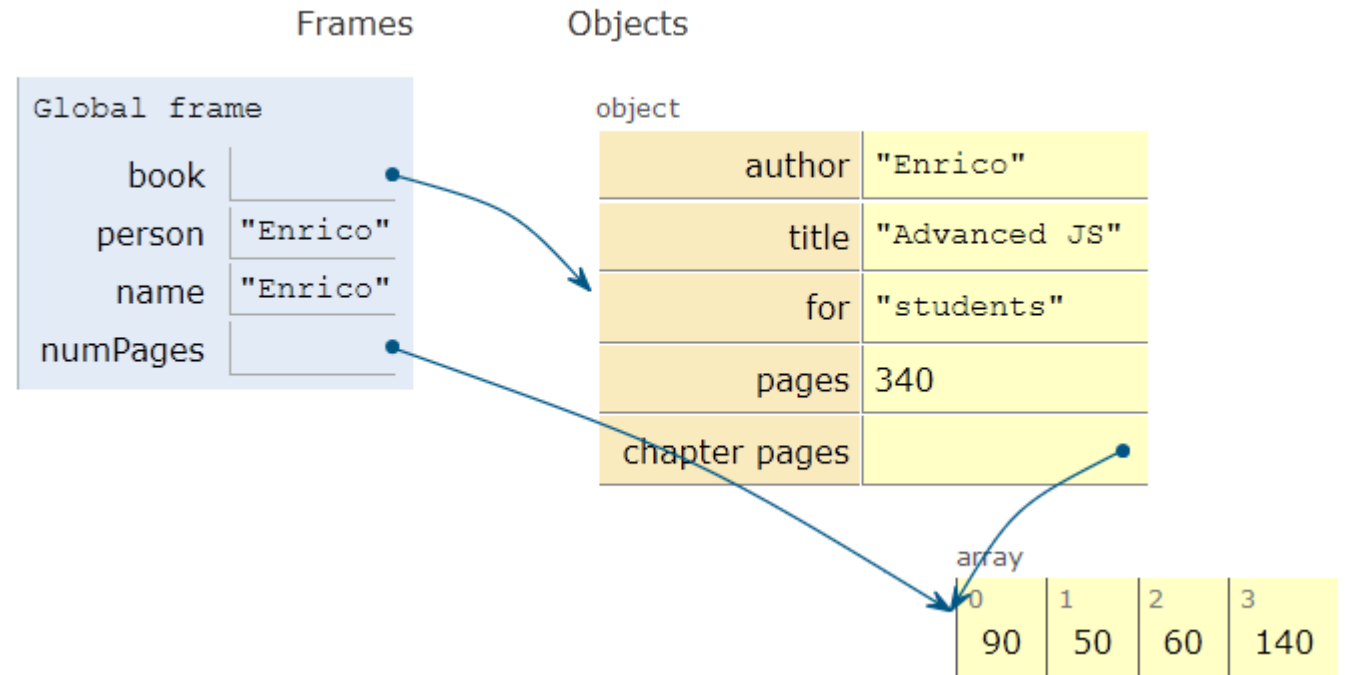 Frames Objects
Global frame
book
person "Enrico"
name "Enrico"
numPages
object
author "Enrico"
title "Advanced JS"
for "students"
pages 340
chapter pages
array
0 1 2 3
90 50 60 140